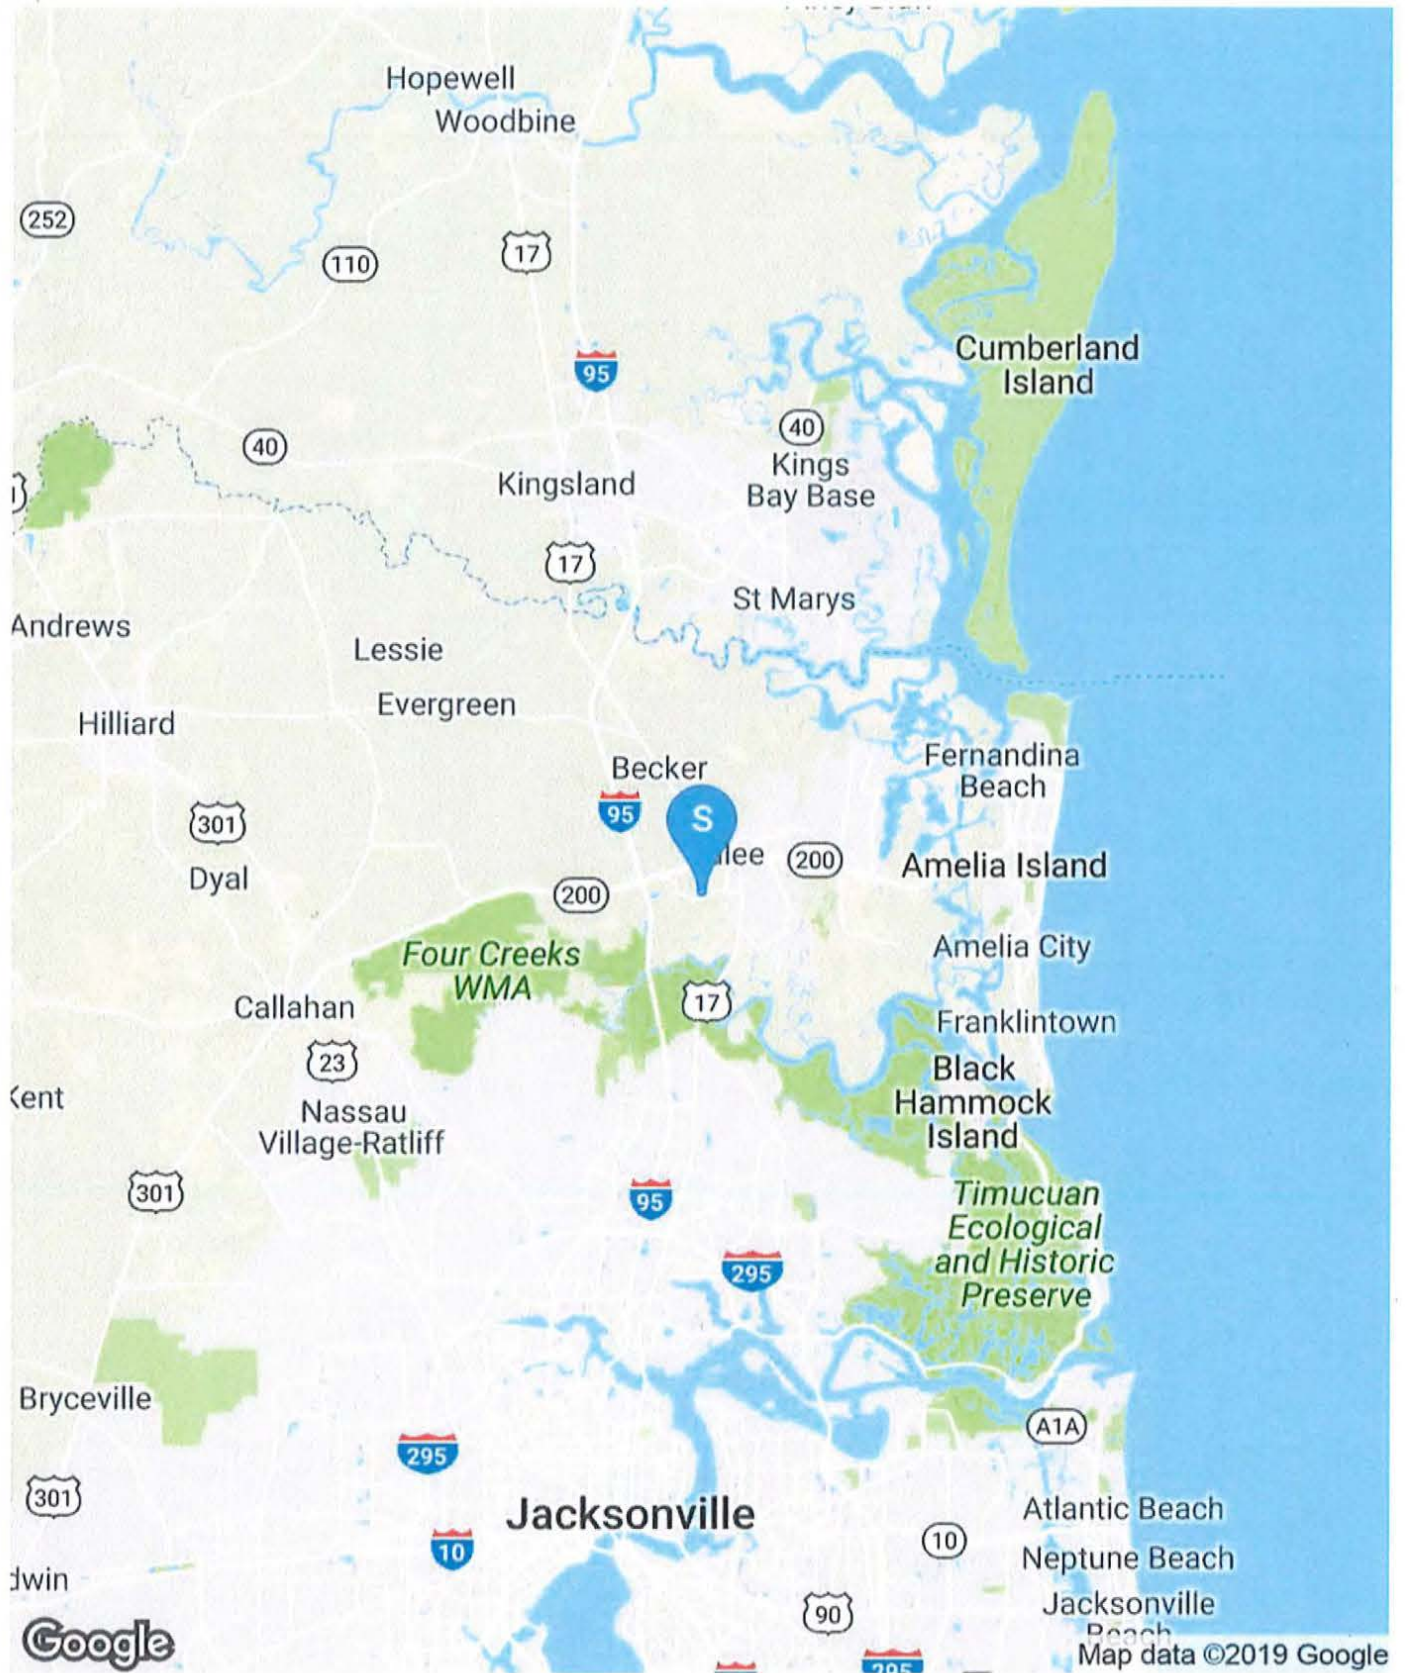 Hopewell
Woodbine
252
110
17
95
Cumberland
Island
40
40
Kings
Bay Base
Kingsland
17
St Marys
Andrews
Lessie
Evergreen
Hilliard
Becker
Fernandina
Beach
95
301
S
lee
200
Amelia Island
Dyal
200
Four Creeks
WMA
Amelia City
17
Callahan
Franklintown
23
Black
Hammock
Island
Kent
Nassau
Village-Ratliff
301
95
Timucuan
Ecological
and Historic
Preserve
295
Bryceville
A1A
295
301
Jacksonville
Atlantic Beach
10
10
Neptune Beach
dwin
90
Jacksonville
Beach
Google
295
Map data ©2019 Google